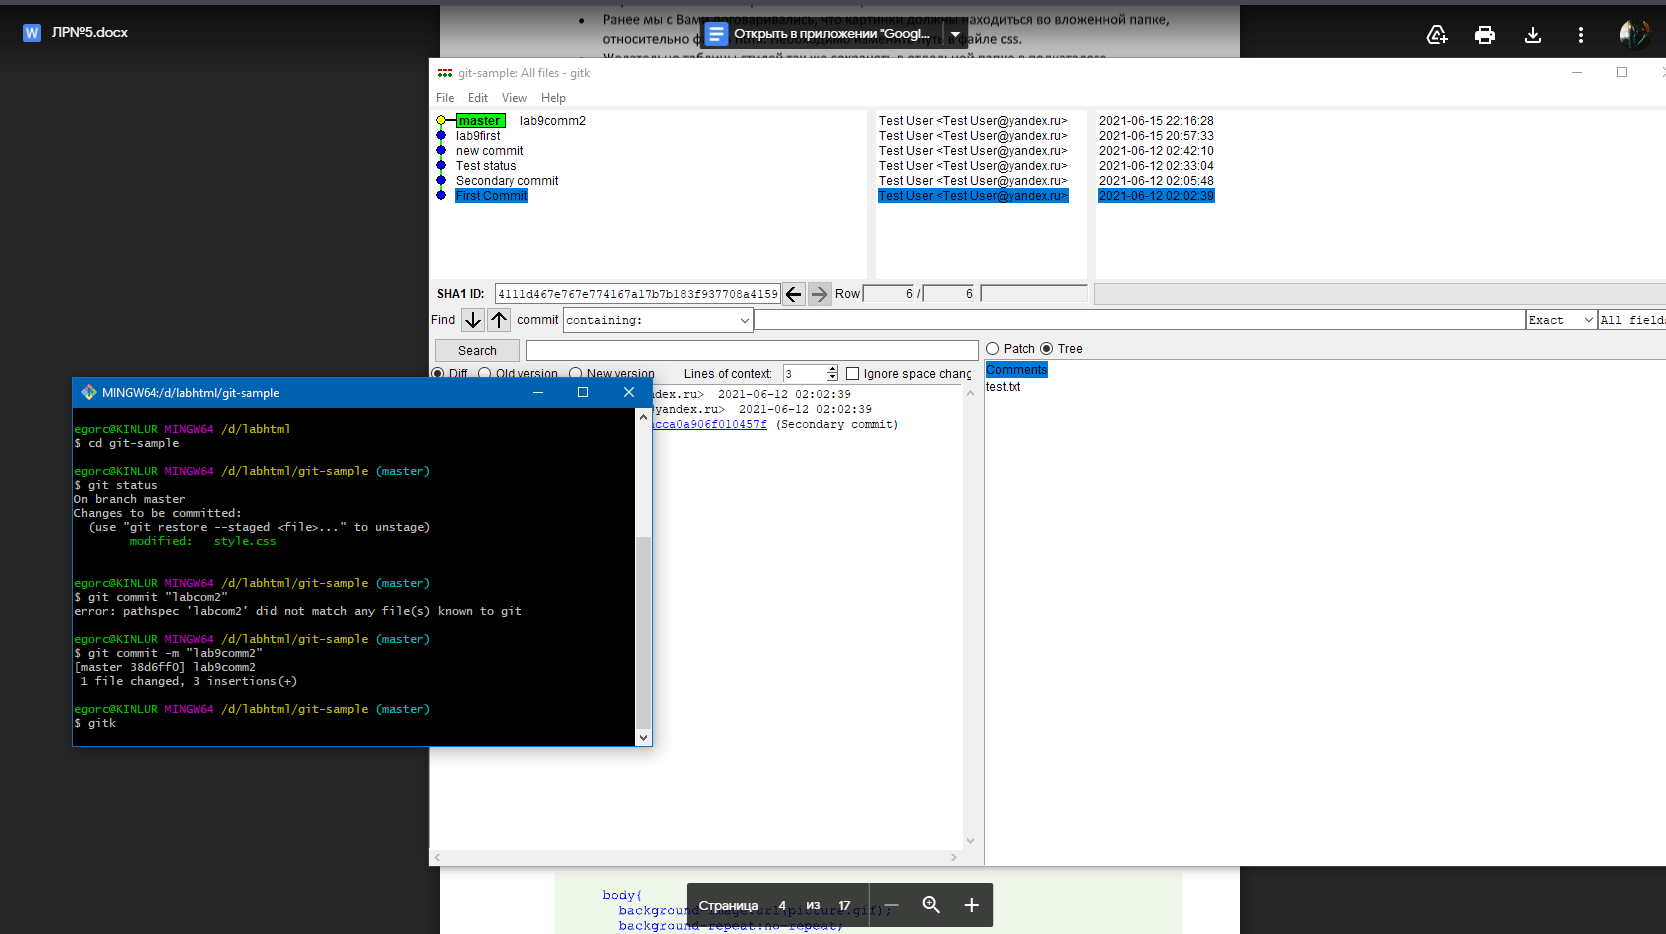 ЛР№5.docx
Ранее мы с Вами договаривались, что картинки должны находиться во вложенной папке,
относительно
файле css.
Открыть в приложении "Googl...
git-sample: All files - gitk
File Edit View Help
master lab9comm2 Test User <Test User@yandex.ru> 2021-06-15 22:16:28
lab9first Test User <Test User@yandex.ru> 2021-06-15 20:57:33
new commit Test User <Test User@yandex.ru> 2021-06-12 02:42:10
Test status Test User <Test User@yandex.ru> 2021-06-12 02:33:04
Secondary commit Test User <Test User@yandex.ru> 2021-06-12 02:05:48
First Commit Test User <Test User@yandex.ru> 2021-06-12 02:02:39
SHA1 ID: 4111d467e767e774167a17b7b183f937708a4159 Row 6 / 6
Find commit containing: Exact All fields
Search
Patch Tree
Diff Old version New version Lines of context: 3 Ignore space chang
Comments
test.txt
dex.ru> 2021-06-12 02:02:39
yandex.ru> 2021-06-12 02:02:39
cca0a906f010457f (Secondary commit)
MINGW64:/d/labhtml/git-sample
egorc@KINLUR MINGW64 /d/labhtml
$ cd git-sample
egorc@KINLUR MINGW64 /d/labhtml/git-sample (master)
$ git status
On branch master
Changes to be committed:
(use "git restore --staged <file>..." to unstage)
modified: style.css
egorc@KINLUR MINGW64 /d/labhtml/git-sample (master)
$ git commit "labcom2"
error: pathspec 'labcom2' did not match any file(s) known to git
egorc@KINLUR MINGW64 /d/labhtml/git-sample (master)
$ git commit -m "lab9comm2"
[master 38d6ff0] lab9comm2
1 file changed, 3 insertions(+)
egorc@KINLUR MINGW64 /d/labhtml/git-sample (master)
$ gitk
body{
background-image:url(picture.gif);
background-repeat:no-repeat;
Страница 4 из 17